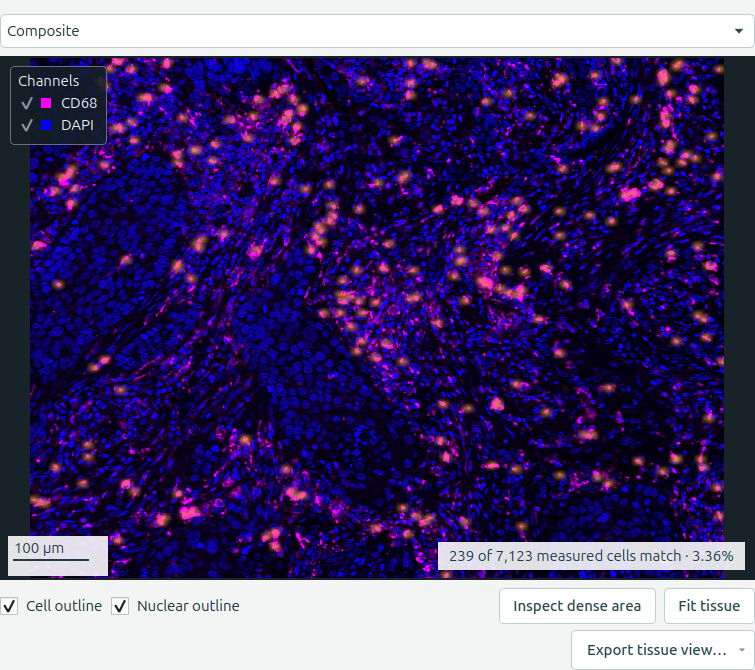 Composite
Channels
CD68
DAPI
100 µm
239 of 7,123 measured cells match · 3.36%
Cell outline
Nuclear outline
Inspect dense area
Fit tissue
Export tissue view...